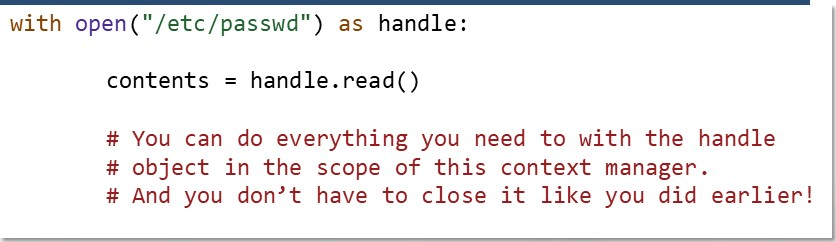 with open("/etc/passwd") as handle:
contents = handle.read()
# You can do everything you need to with the handle
# object in the scope of this context manager.
# And you don’t have to close it like you did earlier!